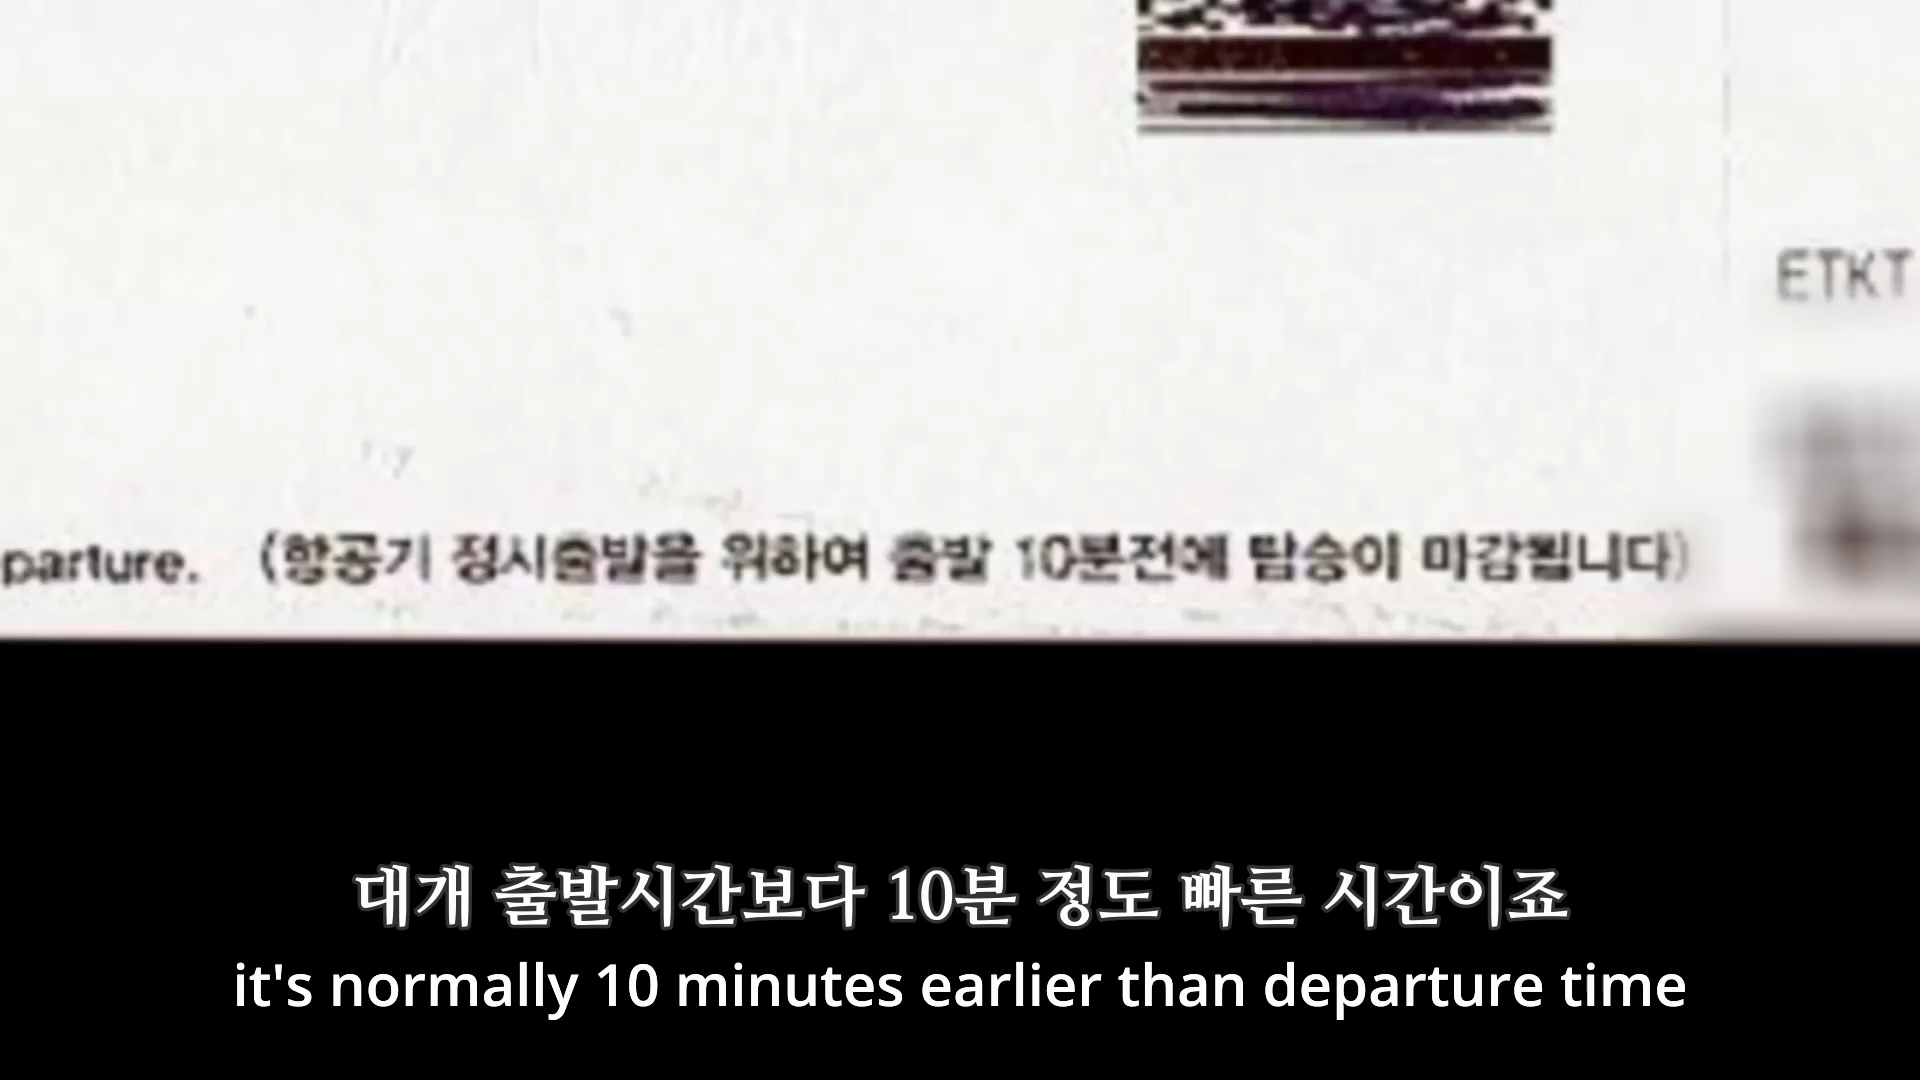 ETKT
parture. (항공기 정시출발을 위하여 출발 10분전에 탑승이 마감됩니다)
대개 출발시간보다 10분 정도 빠른 시간이죠
it's normally 10 minutes earlier than departure time